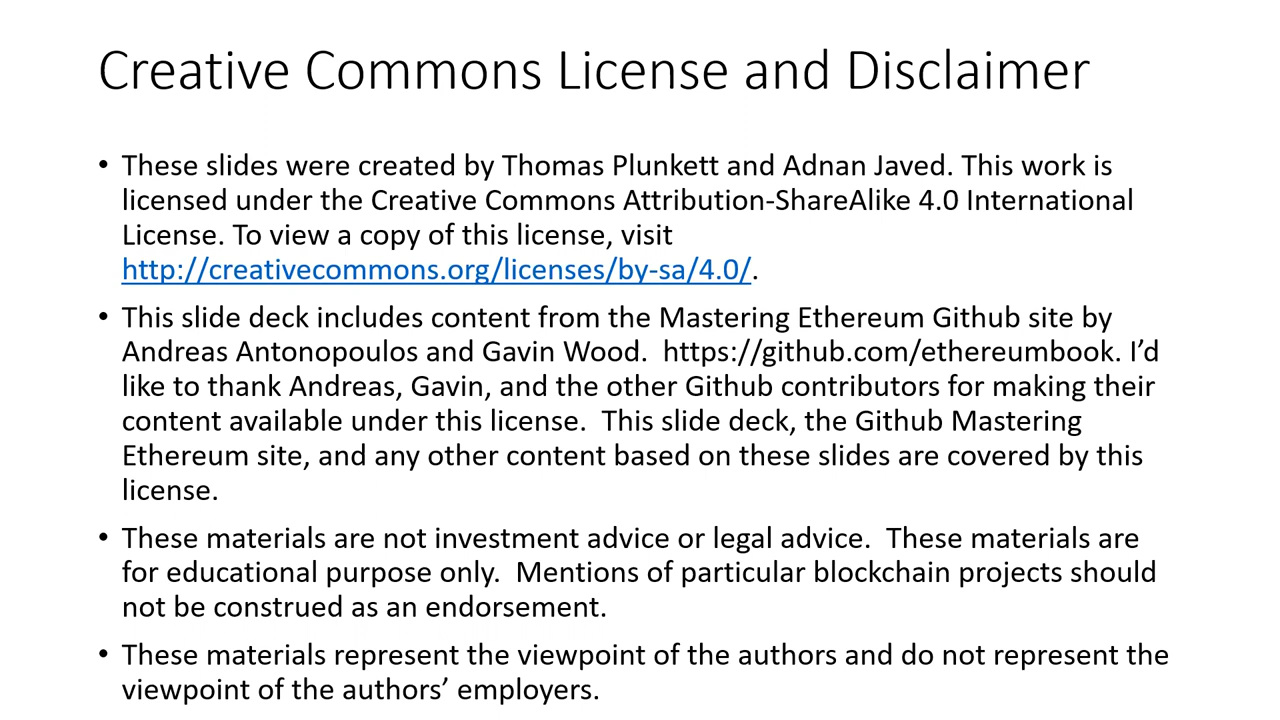 Creative Commons License and Disclaimer
• These slides were created by Thomas Plunkett and Adnan Javed. This work is
licensed under the Creative Commons Attribution-ShareAlike 4.0 International
License. To view a copy of this license, visit
http://creativecommons.org/licenses/by-sa/4.0/.
• This slide deck includes content from the Mastering Ethereum Github site by
Andreas Antonopoulos and Gavin Wood.  https://github.com/ethereumbook. I’d
like to thank Andreas, Gavin, and the other Github contributors for making their
content available under this license.  This slide deck, the Github Mastering
Ethereum site, and any other content based on these slides are covered by this
license.
• These materials are not investment advice or legal advice.  These materials are
for educational purpose only.  Mentions of particular blockchain projects should
not be construed as an endorsement.
• These materials represent the viewpoint of the authors and do not represent the
viewpoint of the authors’ employers.